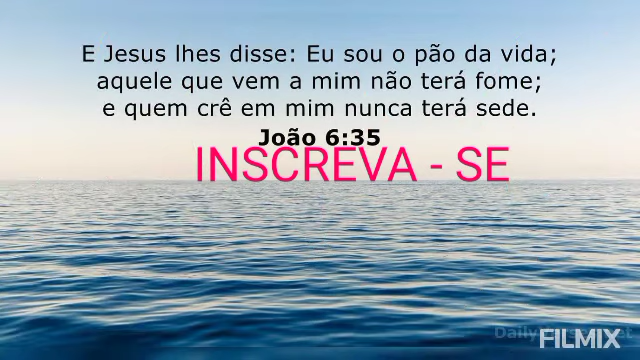 E Jesus lhes disse: Eu sou o pão da vida;
aquele que vem a mim não terá fome;
e quem crê em mim nunca terá sede.
João 6:35
INSCREVA - SE
FILMIX